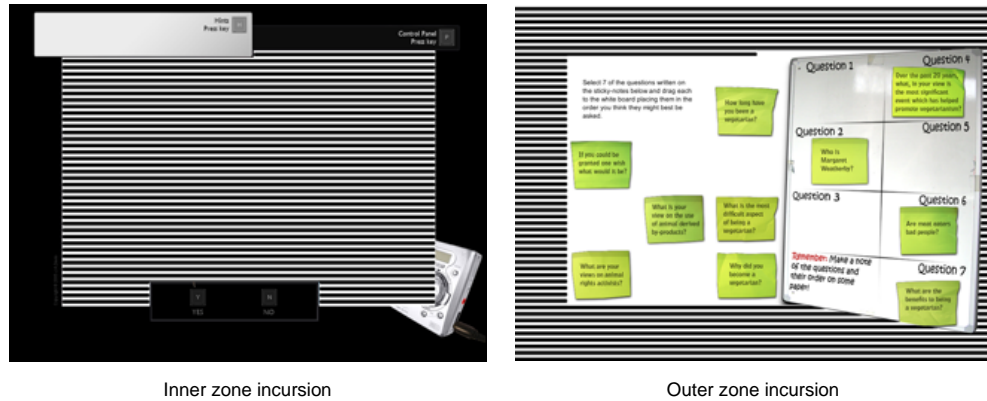 Hints
Press key
H
Control Panel
Press key
P
Y
YES
N
NO
Inner zone incursion
Select 7 of the questions written on
the sticky-notes below and drag each
to the white board placing them in the
order you think they might best be
asked.
How long have
you been a
vegetarian?
If you could be
granted one wish
what would it be?
What is your
view on the use
of animal derived
by-products?
What is the most
difficult aspect
of being a
vegetarian?
What are your
views on animal
rights activists?
Why did you
become a
vegetarian?
Question 1
Question 2
Who is
Margaret
Weatherby?
Question 3
Remember: Make a note
of the questions and
their order on some
paper!
Question 4
Over the past 20 years,
what, in your view is
the most significant
event which has helped
promote vegetarianism?
Question 5
Question 6
Are meat eaters
bad people?
Question 7
What are the
benefits to being
a vegetarian?
Outer zone incursion